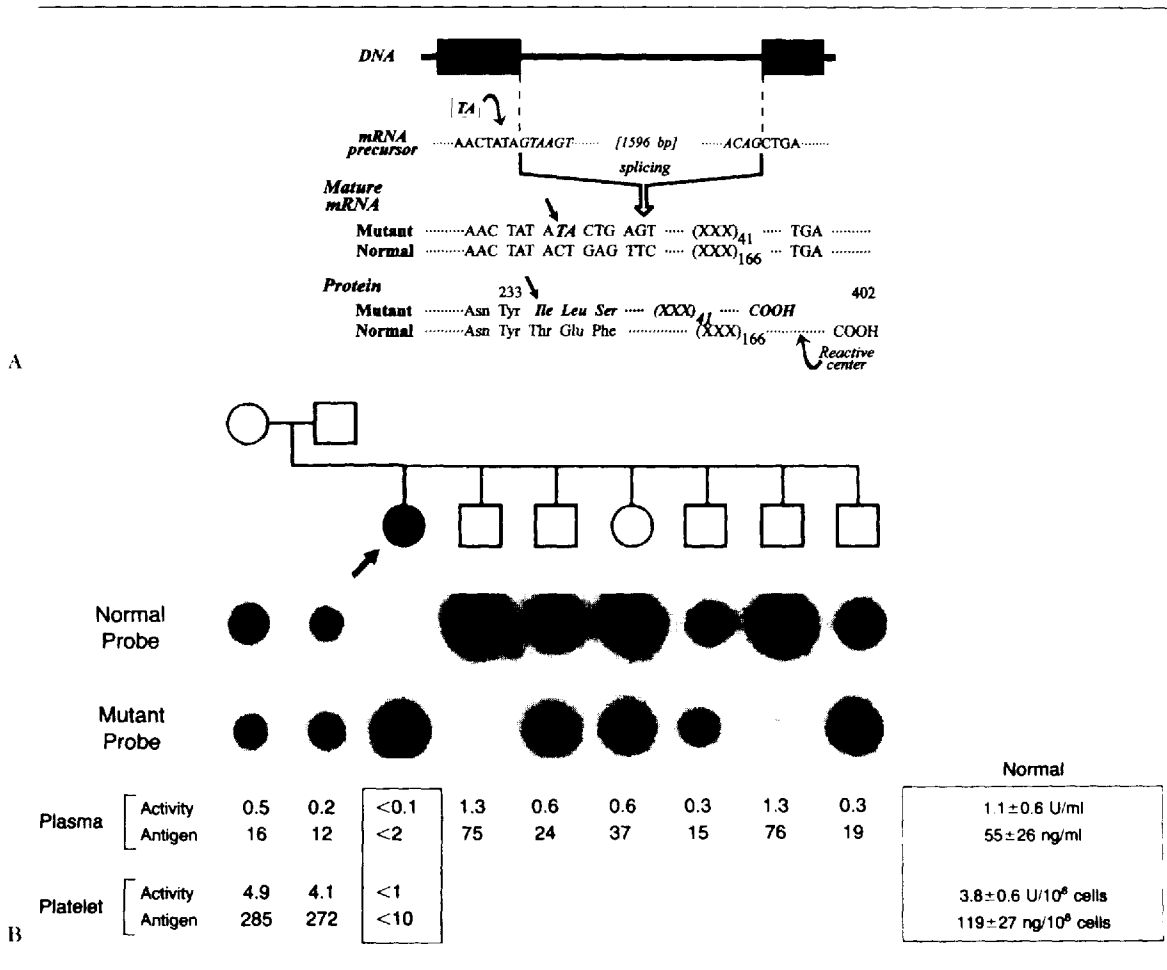 DNA
[TA]
mRNA precursor ......AACTATAGTAAGT...... [1596 bp] ......ACAGCTGA......
splicing
Mature mRNA
Mutant ........AAC TAT ATA CTG AGT ..... (XXX)41 .... TGA .........
Normal ........AAC TAT ACT GAG TTC ..... (XXX)166 .... TGA .........
Protein 233 402
Mutant ........Asn Tyr Ile Leu Ser ..... (XXX)41 ..... COOH
Normal ........Asn Tyr Thr Glu Phe ............ (XXX)166 ............ COOH
Reactive center
A
Normal Probe
Mutant Probe
Normal
Plasma
Activity 0.5 0.2 <0.1 1.3 0.6 0.6 0.3 1.3 0.3 1.1±0.6 U/ml
Antigen 16 12 <2 75 24 37 15 76 19 55±26 ng/ml
Platelet
Activity 4.9 4.1 <1 3.8±0.6 U/10⁸ cells
Antigen 285 272 <10 119±27 ng/10⁸ cells
B